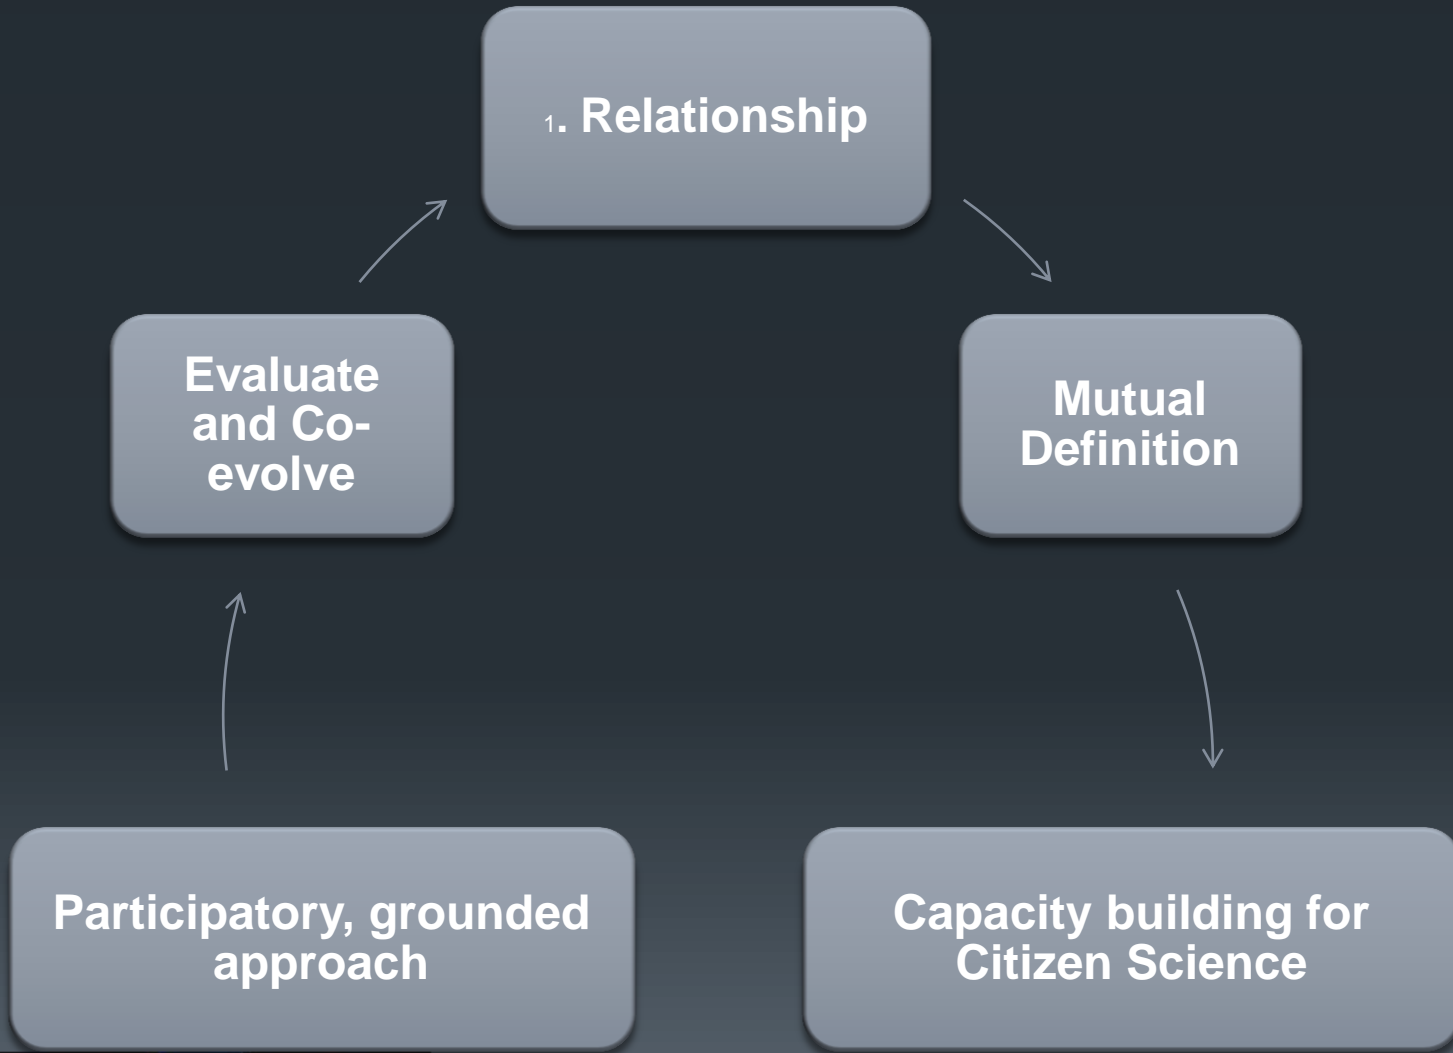 1. Relationship
Evaluate
and Co-
evolve
Mutual
Definition
Participatory, grounded
approach
Capacity building for
Citizen Science